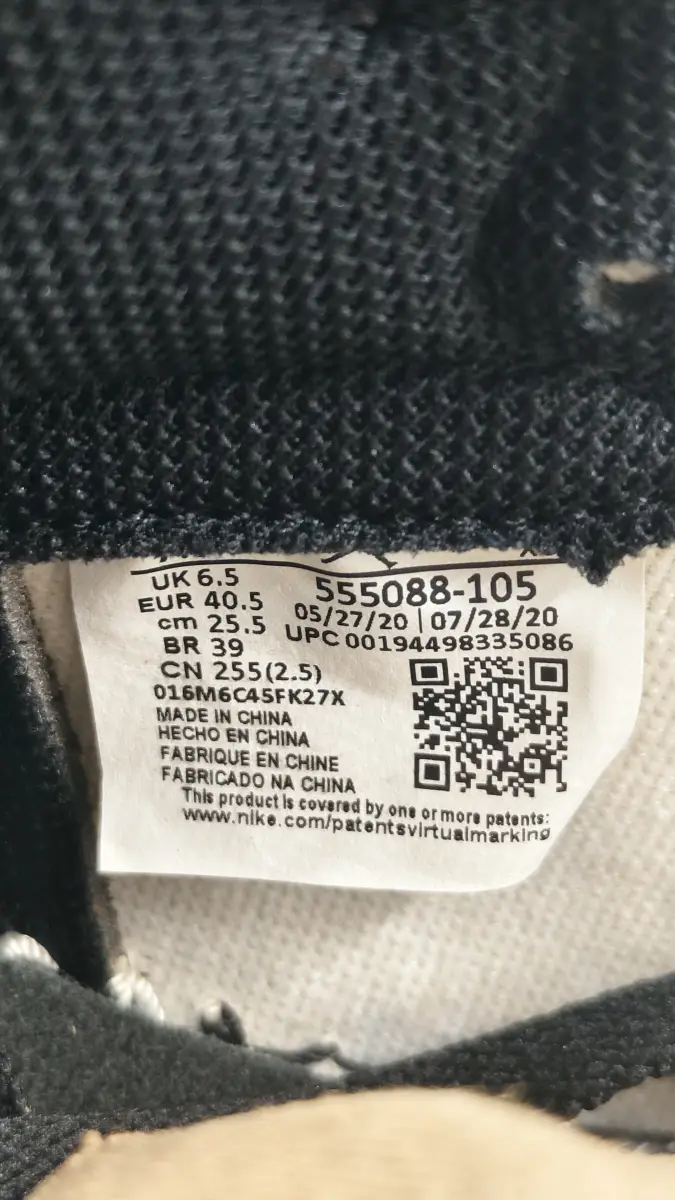 UK 6.5
EUR 40.5
cm 25.5
BR 39
CN 255(2.5)
555088-105
05/27/20 | 07/28/20
UPC 00194498335086
016M6C45FK27X
MADE IN CHINA
HECHO EN CHINA
FABRIQUE EN CHINE
FABRICADO NA CHINA
This product is covered by one or more patents:
www.nike.com/patentsvirtualmarking